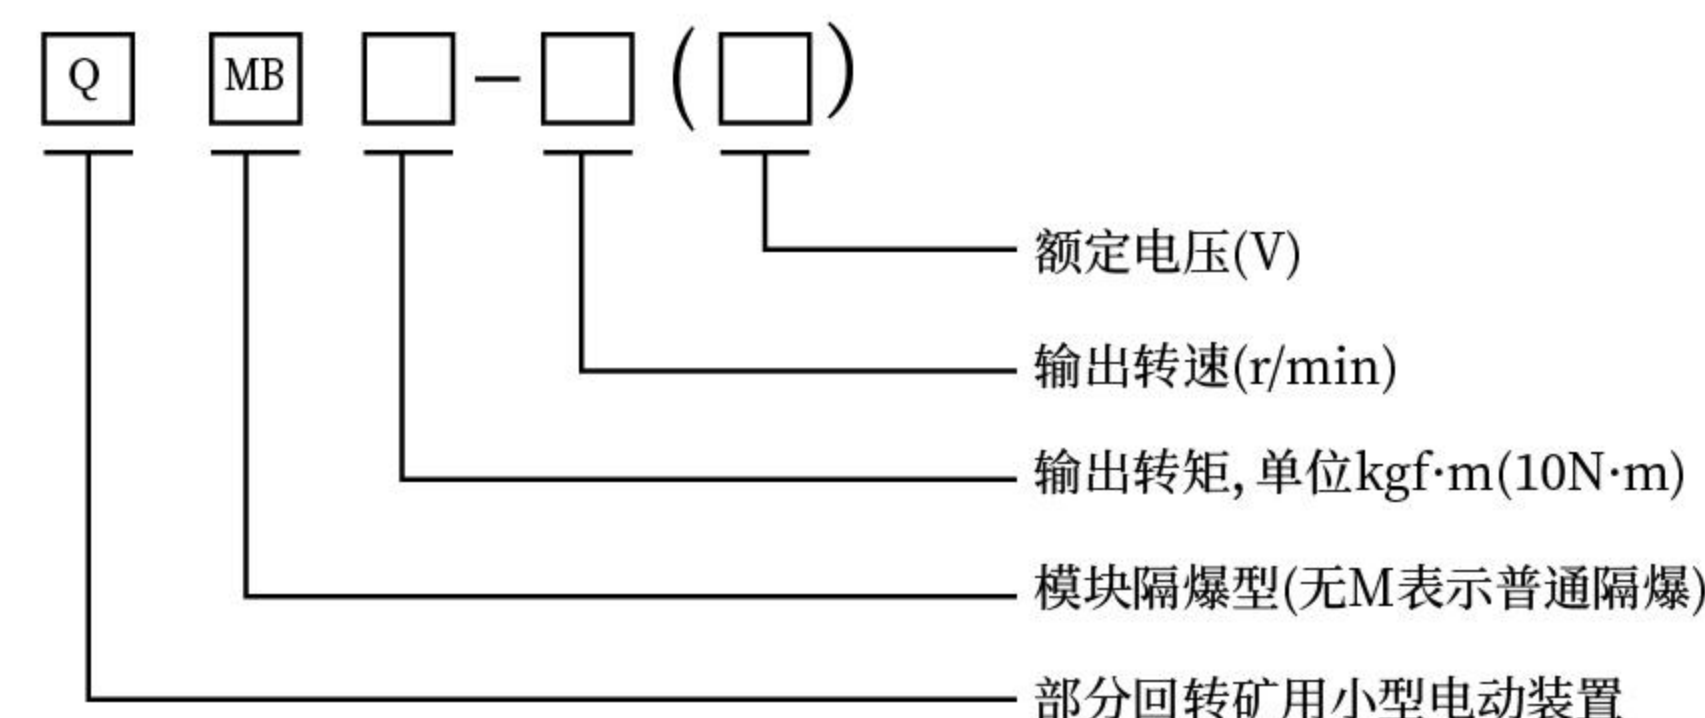 Q MB □-□(□)
额定电压(V)
输出转速(r/min)
输出转矩,单位kgf·m(10N·m)
模块隔爆型(无M表示普通隔爆)
部分回转矿用小型电动装置